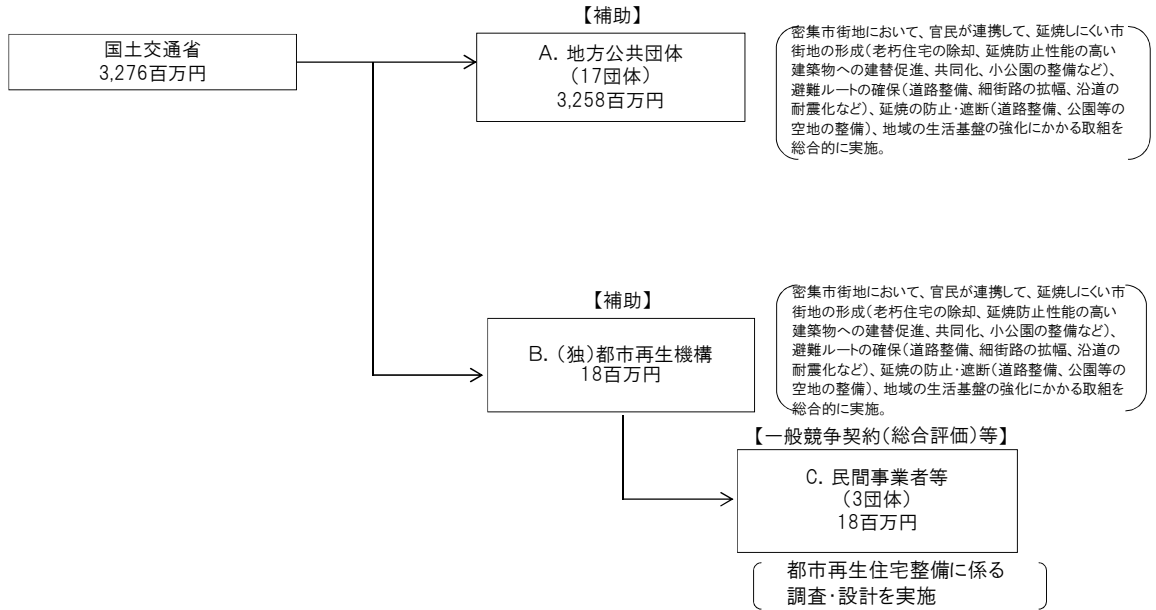 国土交通省
3,276百万円
【補助】
A. 地方公共団体
(17団体)
3,258百万円
密集市街地において、官民が連携して、延焼しにくい市
街地の形成(老朽住宅の除却、延焼防止性能の高い
建築物への建替促進、共同化、小公園の整備など)、
避難ルートの確保(道路整備、細街路の拡幅、沿道の
耐震化など)、延焼の防止・遮断(道路整備、公園等の
空地の整備)、地域の生活基盤の強化にかかる取組を
総合的に実施。
【補助】
B. (独)都市再生機構
18百万円
密集市街地において、官民が連携して、延焼しにくい市
街地の形成(老朽住宅の除却、延焼防止性能の高い
建築物への建替促進、共同化、小公園の整備など)、
避難ルートの確保(道路整備、細街路の拡幅、沿道の
耐震化など)、延焼の防止・遮断(道路整備、公園等の
空地の整備)、地域の生活基盤の強化にかかる取組を
総合的に実施。
【一般競争契約(総合評価)等】
C. 民間事業者等
(3団体)
18百万円
都市再生住宅整備に係る
調査・設計を実施